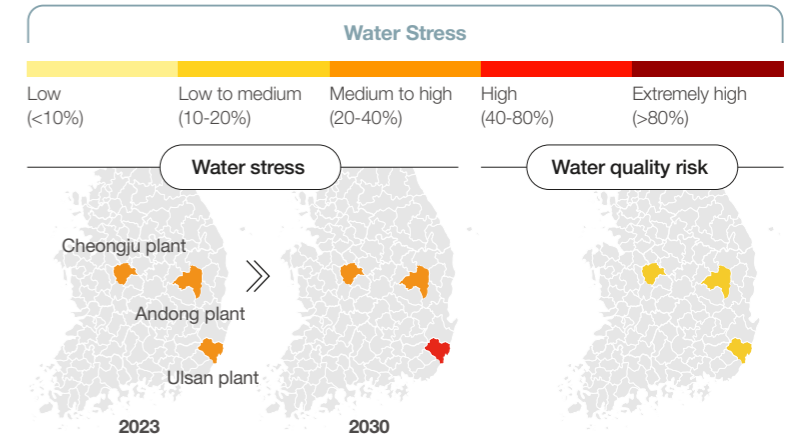 Water Stress
Low
(<10%)
Low to medium
(10-20%)
Medium to high
(20-40%)
High
(40-80%)
Extremely high
(>80%)
Water stress
Water quality risk
Cheongju plant
Andong plant
Ulsan plant
2023
2030